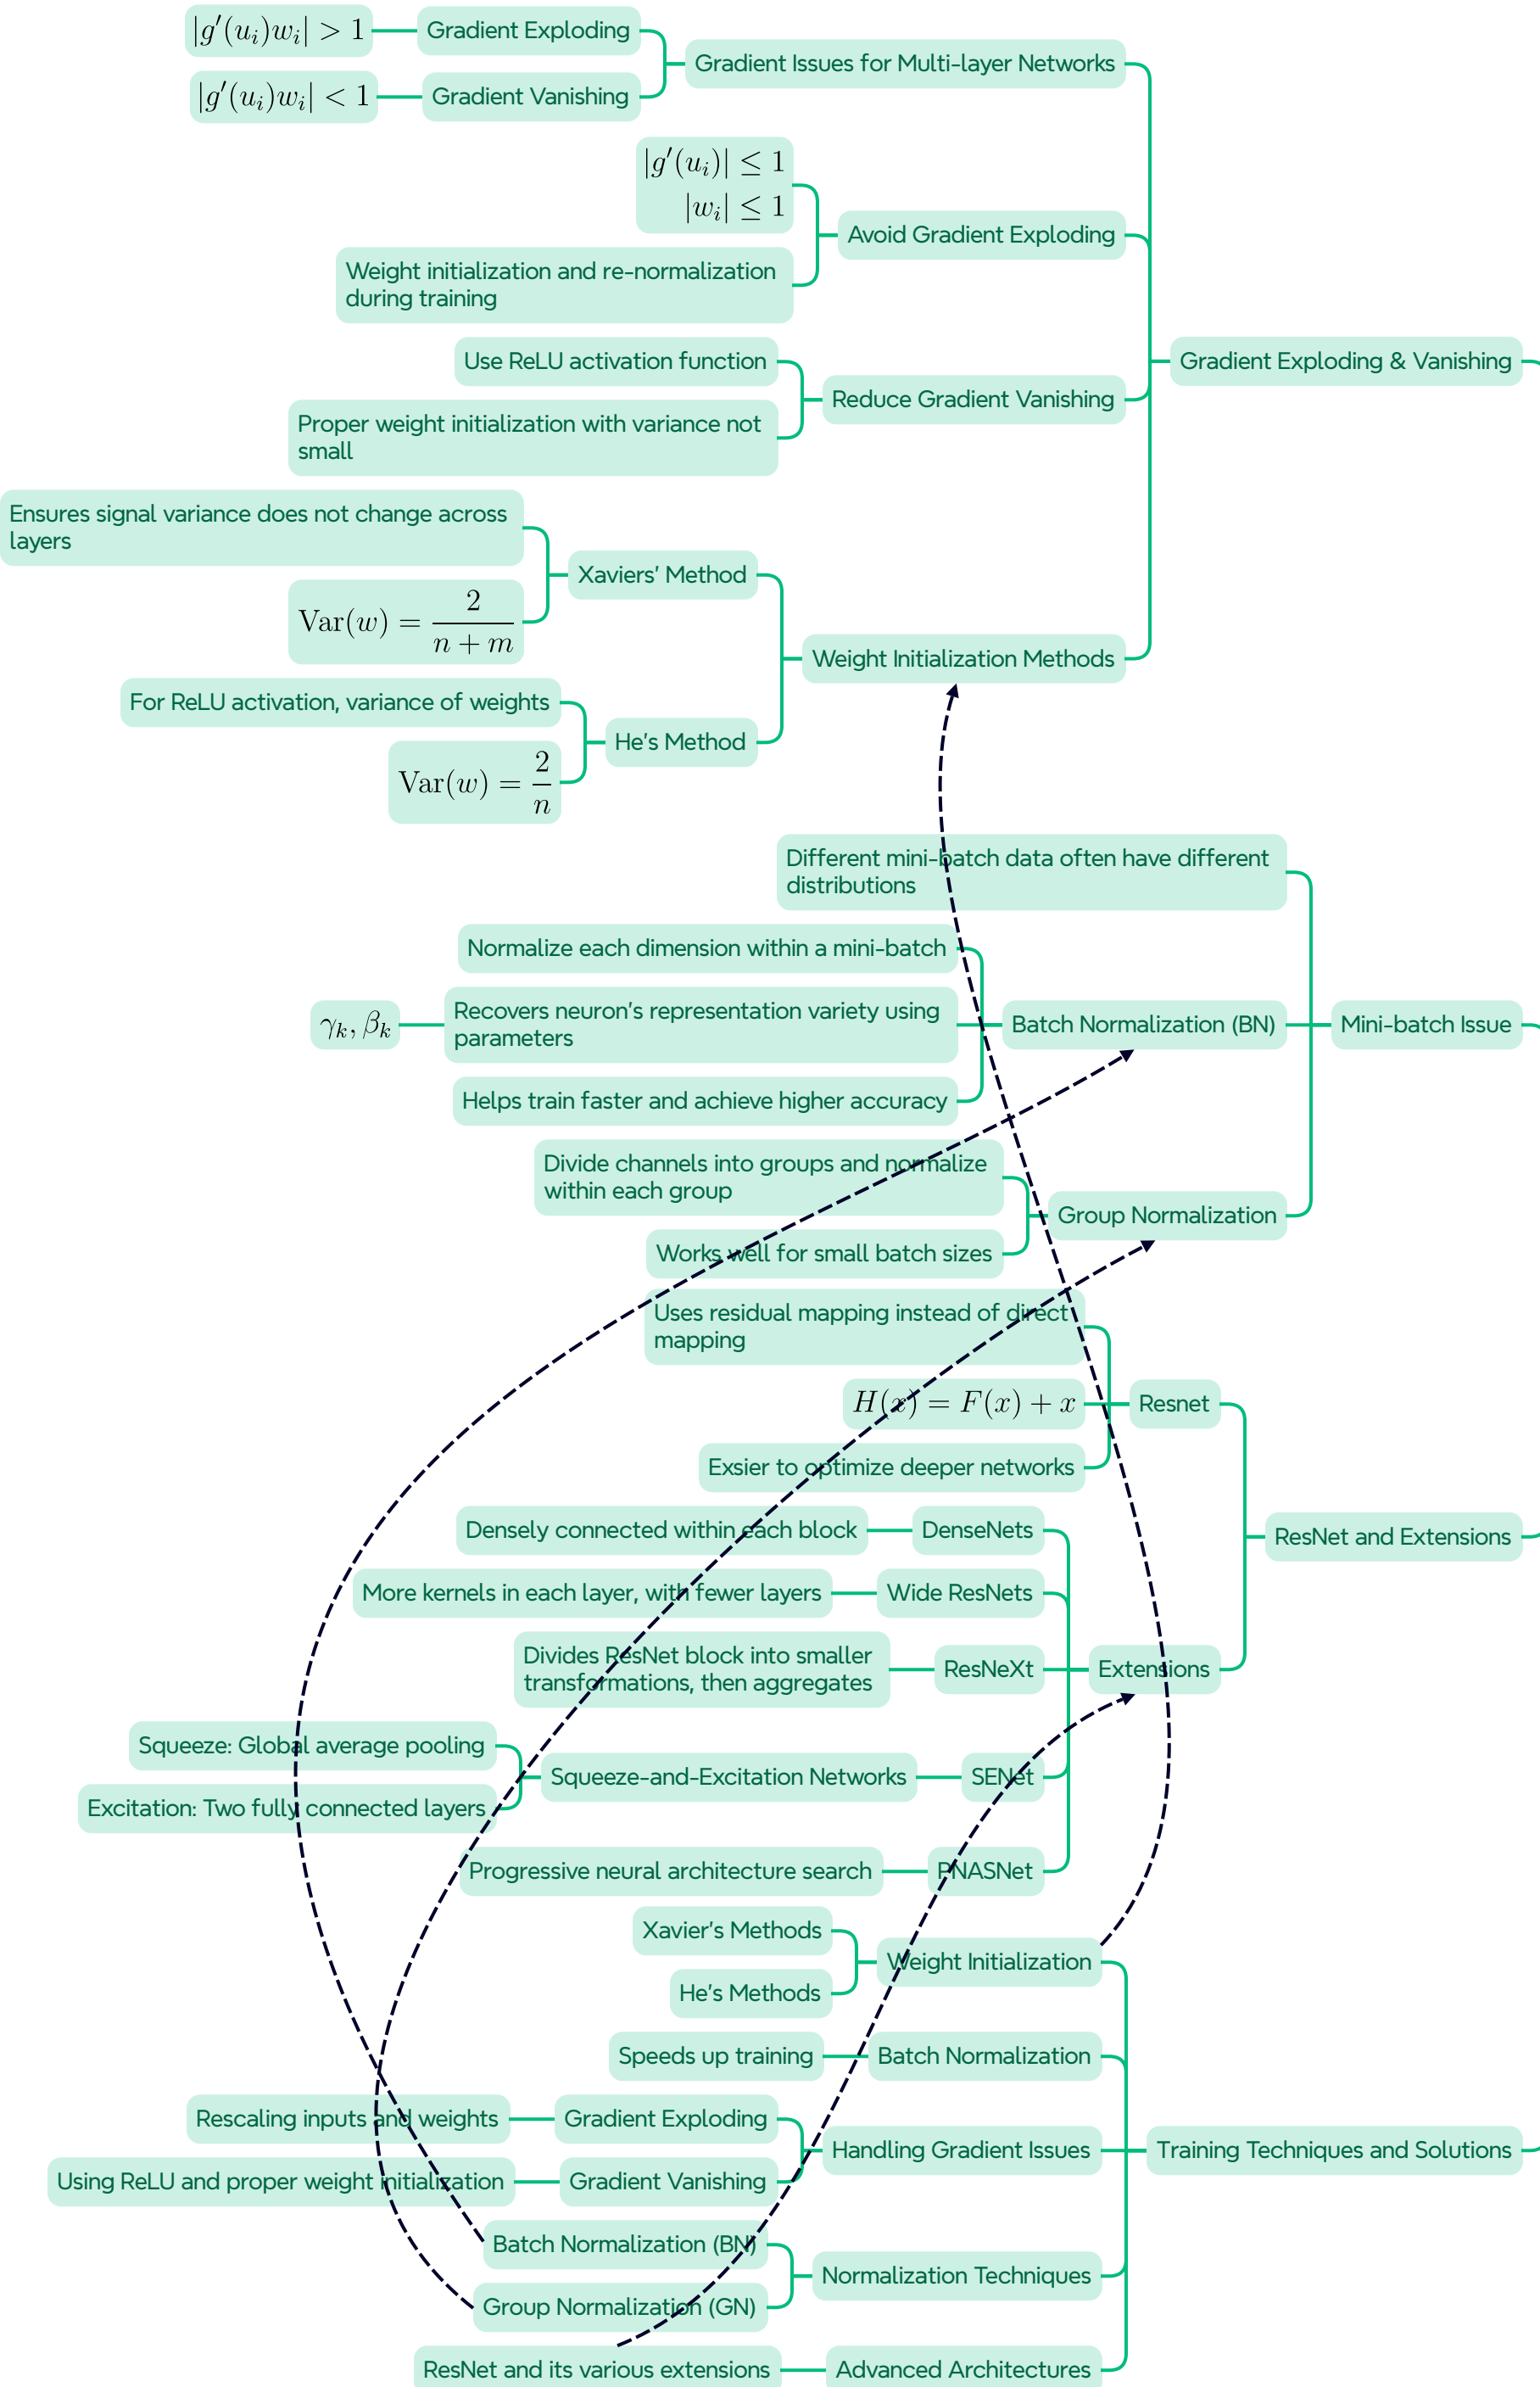 |g′(uᵢ)wᵢ| > 1
Gradient Exploding
Gradient Issues for Multi-layer Networks
|g′(uᵢ)wᵢ| < 1
Gradient Vanishing
|g′(uᵢ)| ≤ 1
|wᵢ| ≤ 1
Avoid Gradient Exploding
Weight initialization and re-normalization
during training
Gradient Exploding & Vanishing
Use ReLU activation function
Reduce Gradient Vanishing
Proper weight initialization with variance not
small
Ensures signal variance does not change across
layers
Xaviers' Method
Var(w) = 2/(n + m)
Weight Initialization Methods
For ReLU activation, variance of weights
He's Method
Var(w) = 2/n
Different mini-batch data often have different
distributions
Normalize each dimension within a mini-batch
γₖ, βₖ
Recovers neuron's representation variety using
parameters
Batch Normalization (BN)
Mini-batch Issue
Helps train faster and achieve higher accuracy
Divide channels into groups and normalize
within each group
Group Normalization
Works well for small batch sizes
Uses residual mapping instead of direct
mapping
H(x) = F(x) + x
Resnet
Exsier to optimize deeper networks
Densely connected within each block
DenseNets
ResNet and Extensions
More kernels in each layer, with fewer layers
Wide ResNets
Divides ResNet block into smaller
transformations, then aggregates
ResNeXt
Extensions
Squeeze: Global average pooling
Squeeze-and-Excitation Networks
SENet
Excitation: Two fully connected layers
Progressive neural architecture search
PNASNet
Xavier's Methods
Weight Initialization
He's Methods
Speeds up training
Batch Normalization
Rescaling inputs and weights
Gradient Exploding
Handling Gradient Issues
Training Techniques and Solutions
Using ReLU and proper weight initialization
Gradient Vanishing
Batch Normalization (BN)
Normalization Techniques
Group Normalization (GN)
ResNet and its various extensions
Advanced Architectures